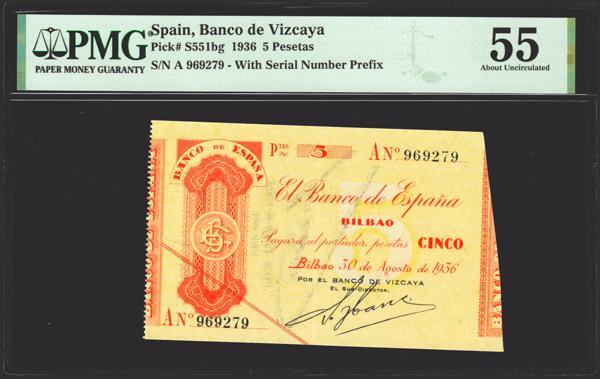 PMG
PAPER MONEY GUARANTY
Spain, Banco de Vizcaya
Pick# S551bg 1936 5 Pesetas
S/N A 969279 - With Serial Number Prefix
55
About Uncirculated
BANCO DE ESPAÑA
PTAS 5
A Nº 969279
El Banco de España
BILBAO
Pagará al portador, pesetas CINCO
Bilbao 30 de Agosto de 1936
POR EL BANCO DE VIZCAYA
EL SUB-DIRECTOR,
A Nº 969279
5